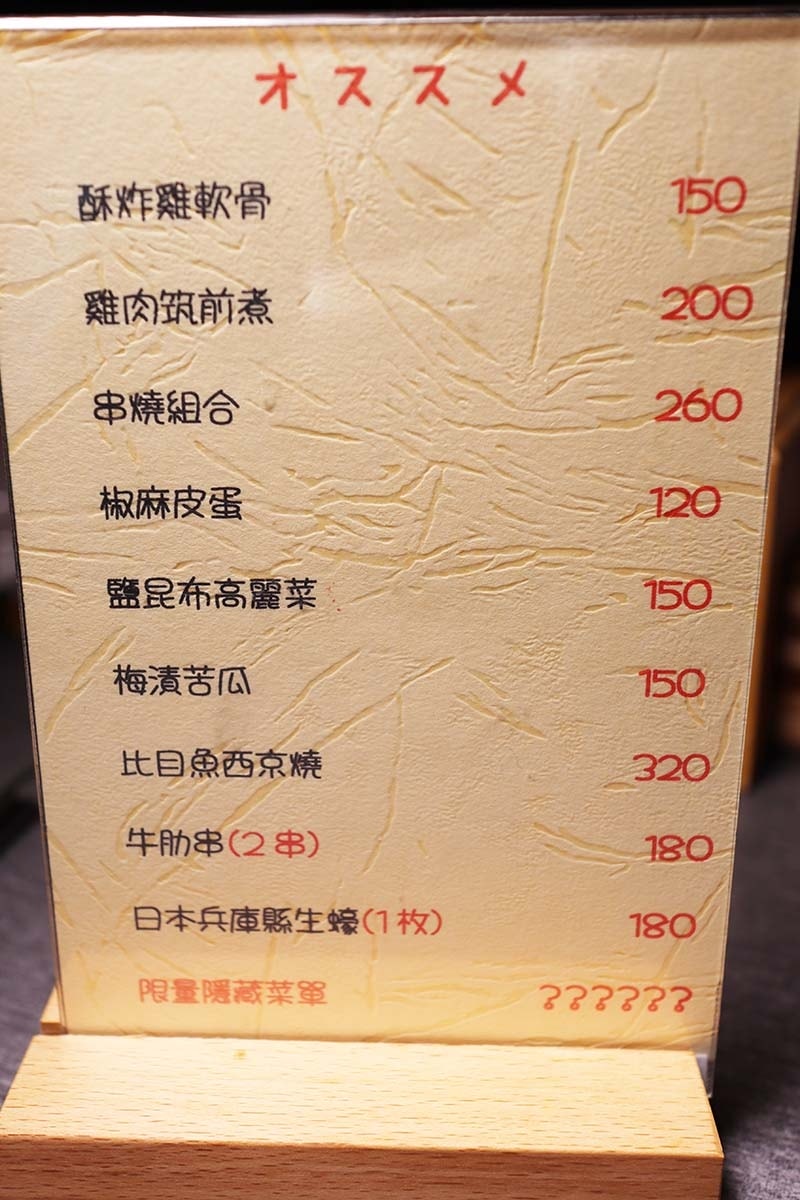 オススメ
酥炸雞軟骨 150
雞肉筑前煮 200
串燒組合 260
椒麻皮蛋 120
鹽昆布高麗菜 150
梅漬苦瓜 150
比目魚西京燒 320
牛肋串(2串) 180
日本兵庫縣生蠔(1枚) 180
限量隱藏菜單 ??????